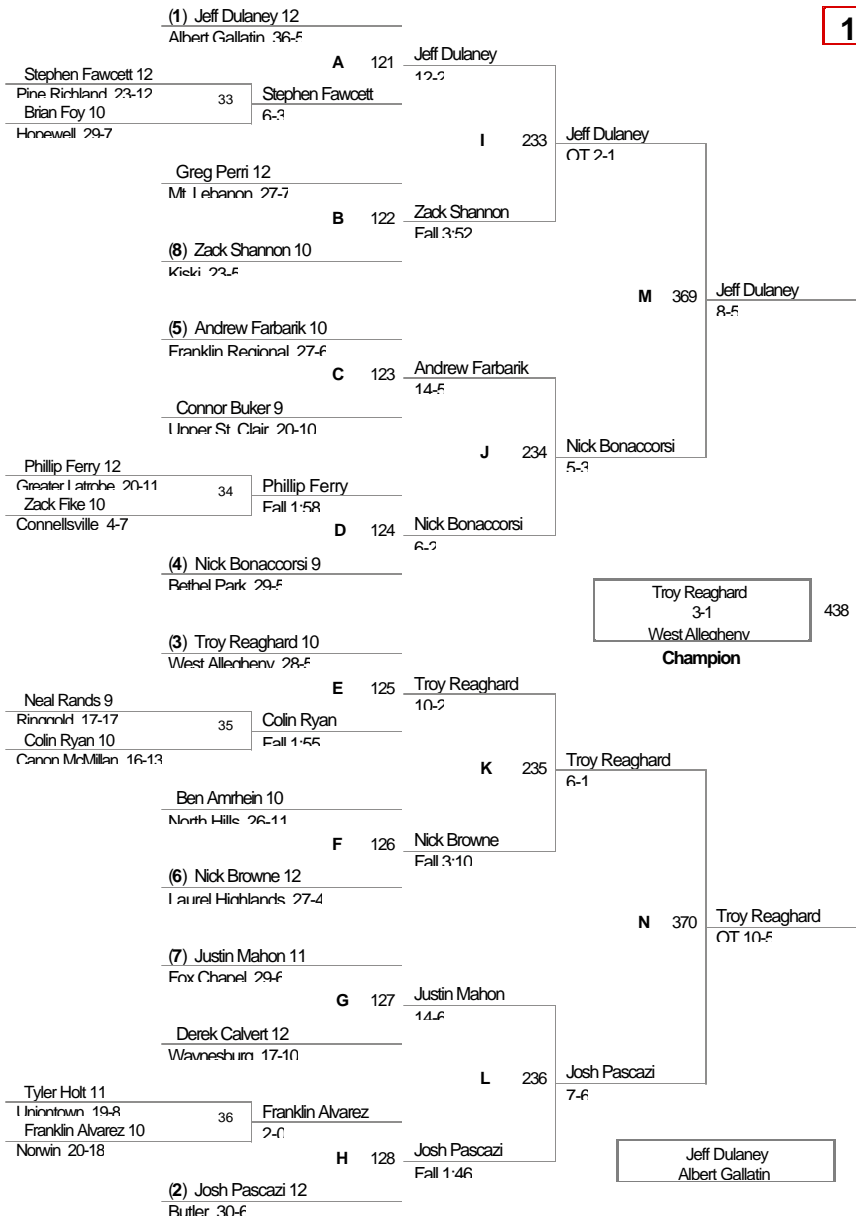 (1) Jeff Dulaney 12
Albert Gallatin 36-5
1
A 121 Jeff Dulaney
12-2
Stephen Fawcett 12
Pine Richland 23-12
33 Stephen Fawcett
6-3
Brian Foy 10
Hopewell 29-7
I 233 Jeff Dulaney
OT 2-1
Greg Perri 12
Mt. Lebanon 27-7
B 122 Zack Shannon
Fall 3:52
(8) Zack Shannon 10
Kiski 23-5
M 369 Jeff Dulaney
8-5
(5) Andrew Farbarik 10
Franklin Regional 27-6
C 123 Andrew Farbarik
14-5
Connor Buker 9
Upper St. Clair 20-10
J 234 Nick Bonaccorsi
5-3
Phillip Ferry 12
Greater Latrobe 20-11
34 Phillip Ferry
Fall 1:58
Zack Fike 10
Connellsville 4-7
D 124 Nick Bonaccorsi
6-2
(4) Nick Bonaccorsi 9
Bethel Park 29-5
Troy Reaghard
3-1
West Allegheny
438
Champion
(3) Troy Reaghard 10
West Allegheny 28-5
E 125 Troy Reaghard
10-2
Neal Rands 9
Ringgold 17-17
35 Colin Ryan
Fall 1:55
Colin Ryan 10
Canon McMillan 16-13
K 235 Troy Reaghard
6-1
Ben Amrhein 10
North Hills 26-11
F 126 Nick Browne
Fall 3:10
(6) Nick Browne 12
Laurel Highlands 27-4
N 370 Troy Reaghard
OT 10-5
(7) Justin Mahon 11
Fox Chapel 29-6
G 127 Justin Mahon
14-6
Derek Calvert 12
Waynesburg 17-10
L 236 Josh Pascazi
7-6
Tyler Holt 11
Uniontown 19-8
36 Franklin Alvarez
2-0
Franklin Alvarez 10
Norwin 20-18
H 128 Josh Pascazi
Fall 1:46
Jeff Dulaney
Albert Gallatin
(2) Josh Pascazi 12
Butler 30-6